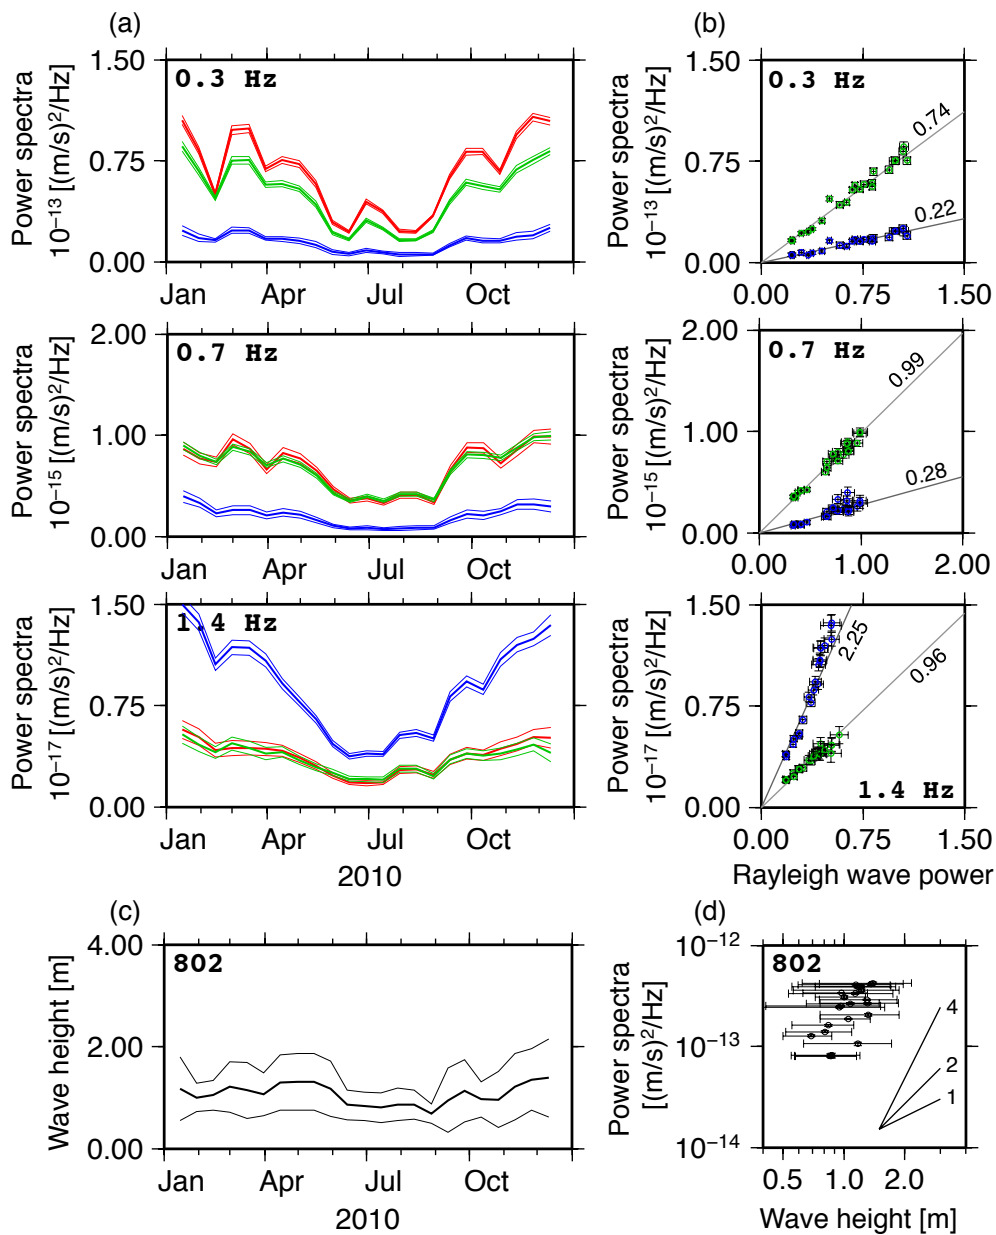 (a)
(b)
0.3 Hz
Power spectra
10−13 [(m/s)2/Hz]
1.50
0.75
0.00
Jan Apr Jul Oct
0.3 Hz
Power spectra
10−13 [(m/s)2/Hz]
1.50
0.75
0.00
0.74
0.22
0.00 0.75 1.50
0.7 Hz
Power spectra
10−15 [(m/s)2/Hz]
2.00
1.00
0.00
Jan Apr Jul Oct
0.7 Hz
Power spectra
10−15 [(m/s)2/Hz]
2.00
1.00
0.00
0.99
0.28
0.00 1.00 2.00
1.4 Hz
Power spectra
10−17 [(m/s)2/Hz]
1.50
0.75
0.00
Jan Apr Jul Oct
2010
Power spectra
10−17 [(m/s)2/Hz]
1.50
0.75
0.00
2.25
0.96
1.4 Hz
0.00 0.75 1.50
Rayleigh wave power
(c)
(d)
802
Wave height [m]
4.00
2.00
0.00
Jan Apr Jul Oct
2010
802
Power spectra
[(m/s)2/Hz]
10−12
10−13
10−14
4
2
1
0.5 1.0 2.0
Wave height [m]